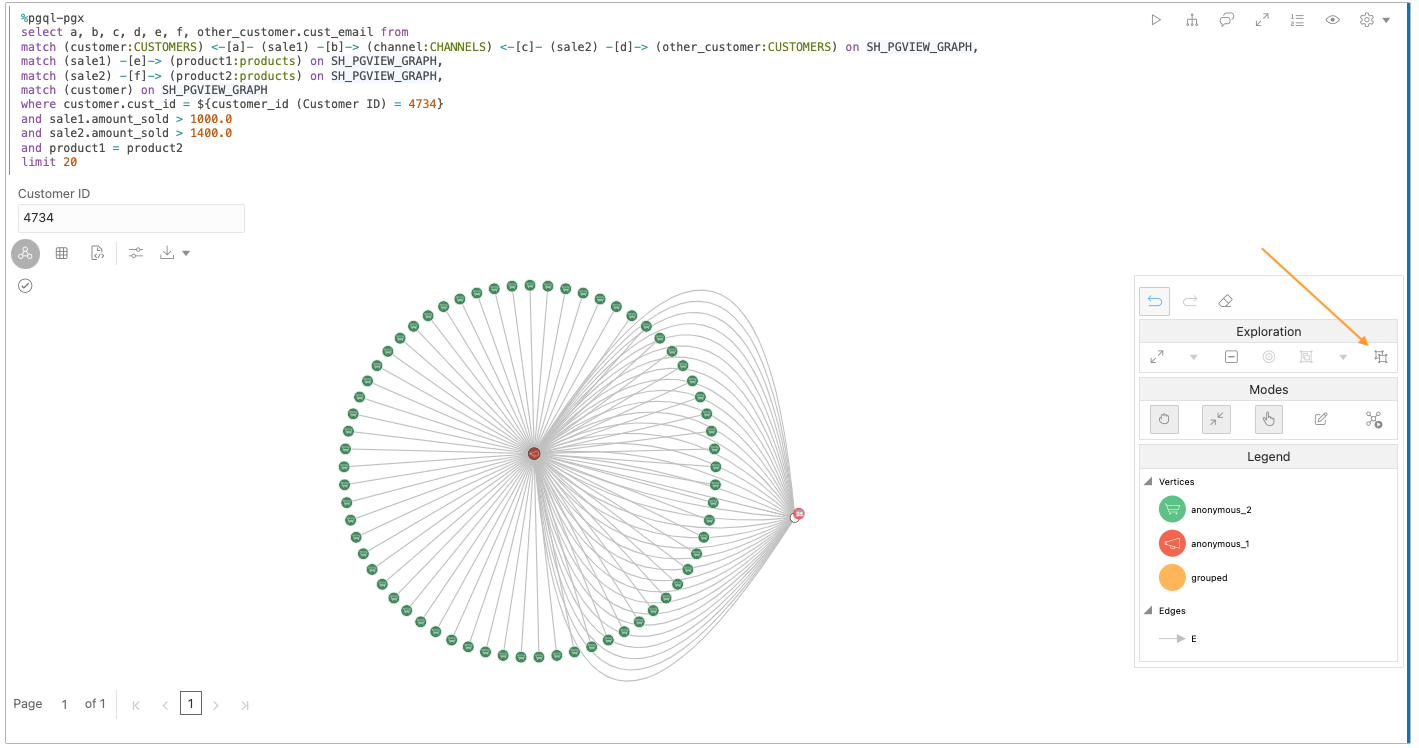 %pgql-pgx
select a, b, c, d, e, f, other_customer.cust_email from
match (customer:CUSTOMERS) <-[a]- (sale1) -[b]-> (channel:CHANNELS) <-[c]- (sale2) -[d]-> (other_customer:CUSTOMERS) on SH_PGVIEW_GRAPH,
match (sale1) -[e]-> (product1:products) on SH_PGVIEW_GRAPH,
match (sale2) -[f]-> (product2:products) on SH_PGVIEW_GRAPH,
match (customer) on SH_PGVIEW_GRAPH
where customer.cust_id = ${customer_id (Customer ID) = 4734}
and sale1.amount_sold > 1000.0
and sale2.amount_sold > 1400.0
and product1 = product2
limit 20
Customer ID
4734
Exploration
Modes
Legend
Vertices
anonymous_2
anonymous_1
grouped
Edges
E
Page 1 of 1
1